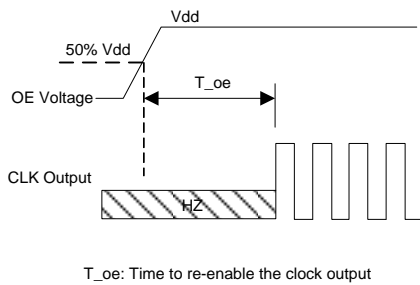 Vdd
50% Vdd
T_oe
OE Voltage
CLK Output
HZ
T_oe: Time to re-enable the clock output